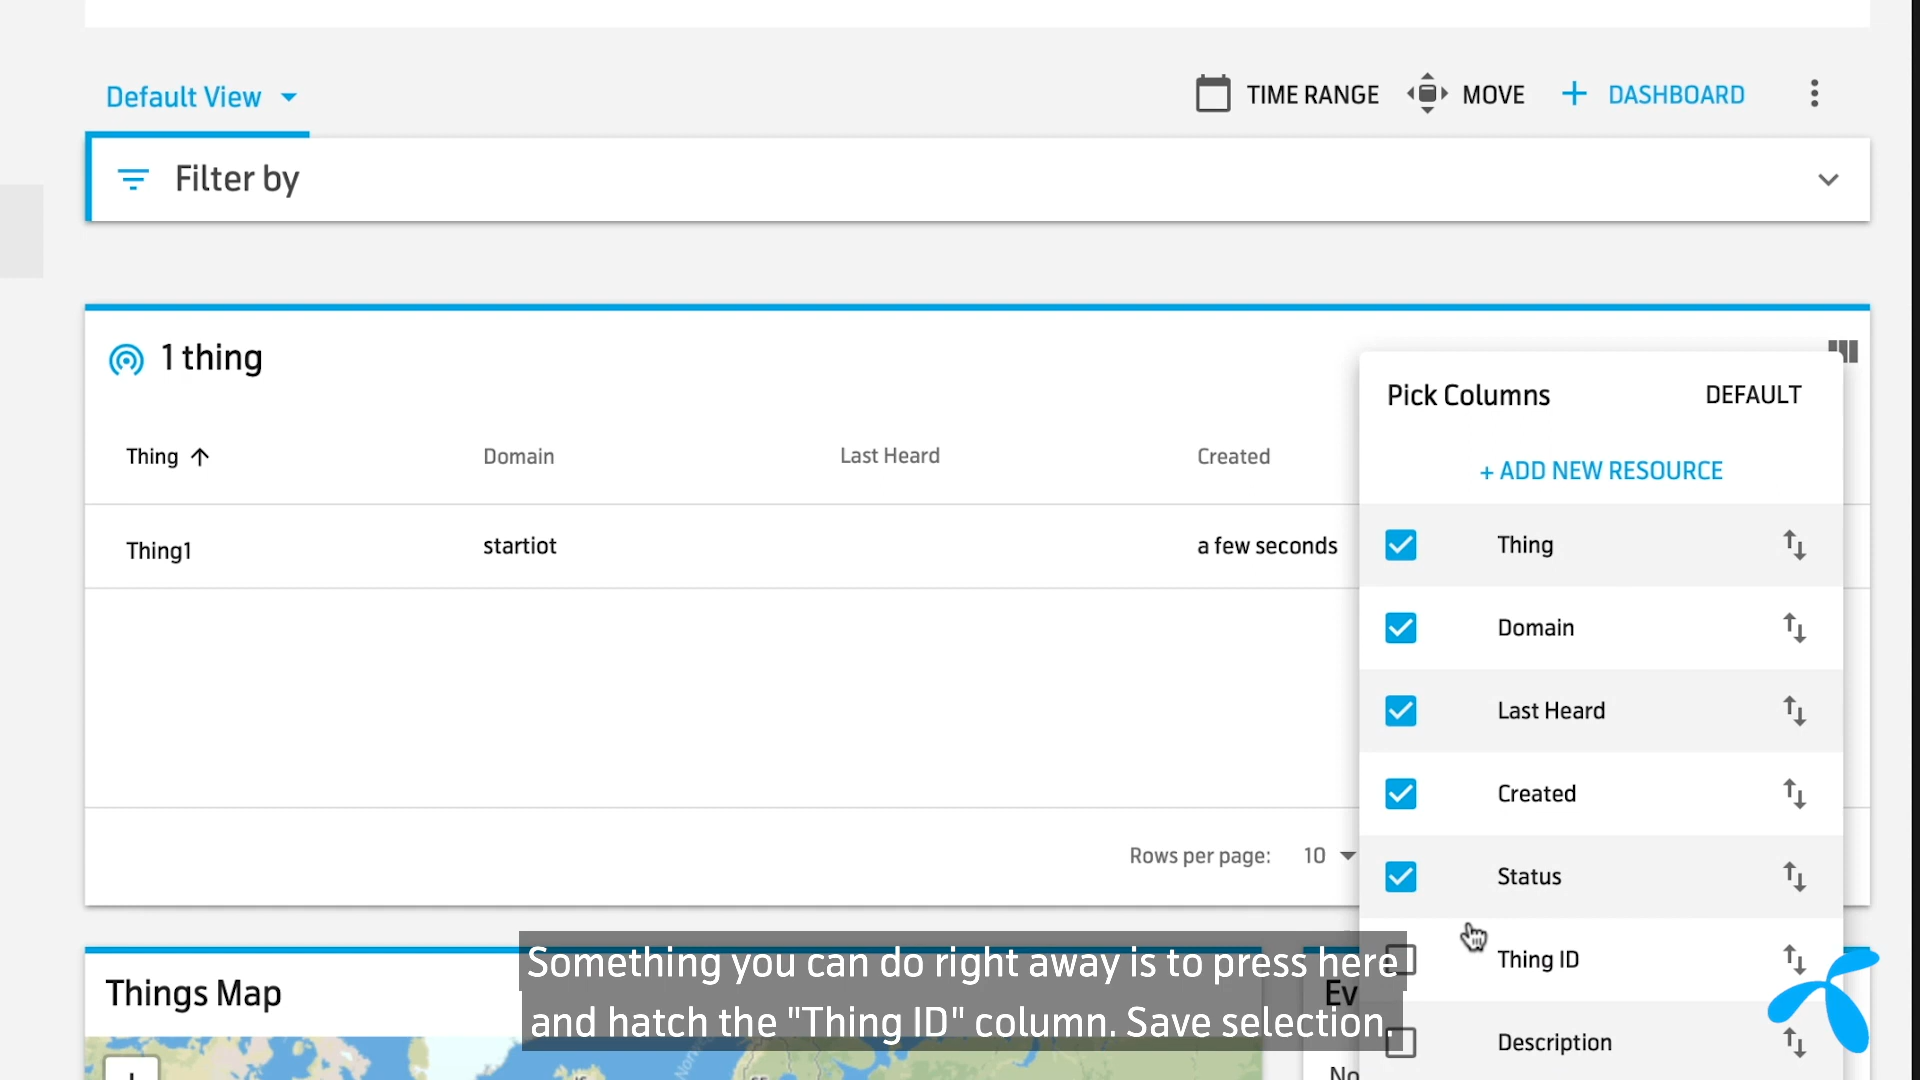 Default View
TIME RANGE
MOVE
+ DASHBOARD
Filter by
1 thing
Pick Columns
DEFAULT
+ ADD NEW RESOURCE
Thing
Domain
Last Heard
Created
Thing1
startiot
a few seconds
Thing
Domain
Last Heard
Created
Status
Thing ID
Description
Rows per page: 10
Things Map
Ev
No
Something you can do right away is to press here
and hatch the "Thing ID" column. Save selection.